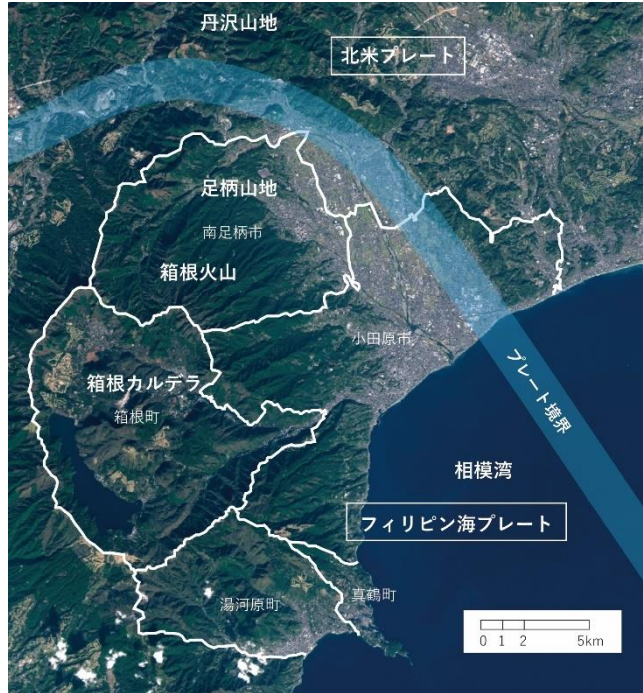 丹沢山地
北米プレート
足柄山地
南足柄市
箱根火山
小田原市
プレート境界
箱根カルデラ
箱根町
相模湾
フィリピン海プレート
湯河原町
真鶴町
0 1 2 5km